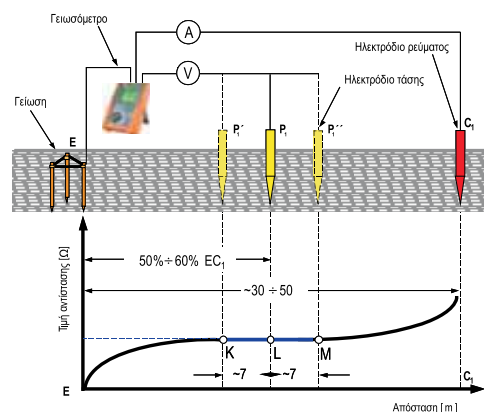 Γειωσόμετρο
A
Ηλεκτρόδιο ρεύματος
V
Ηλεκτρόδιο τάσης
Γείωση
E
P₁´
P₁
P₁´´
C₁
50%÷60% EC₁
~30 ÷ 50
Τιμή αντίστασης [Ω]
K
L
M
~7
~7
E
C₁
Απόσταση [ m ]